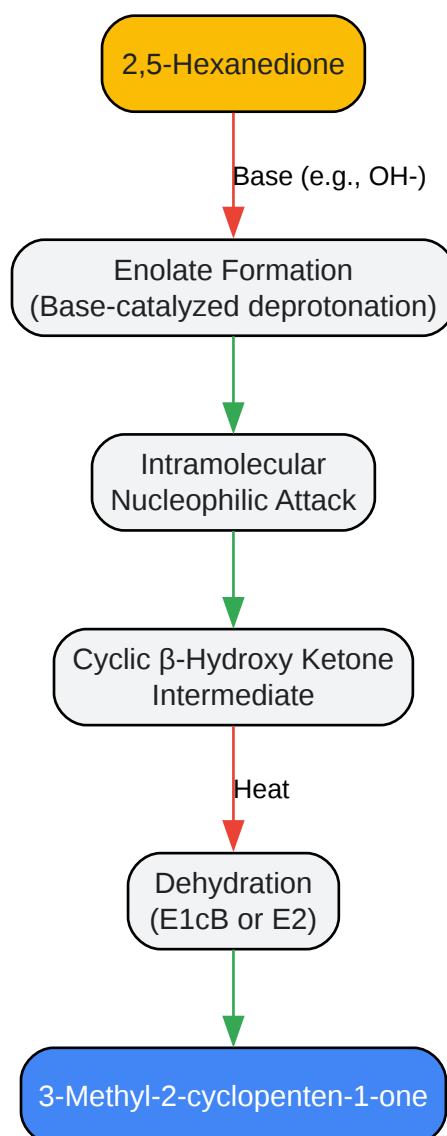 2,5-Hexanedione
Base (e.g., OH-)
Enolate Formation
(Base-catalyzed deprotonation)
Intramolecular
Nucleophilic Attack
Cyclic β-Hydroxy Ketone
Intermediate
Heat
Dehydration
(E1cB or E2)
3-Methyl-2-cyclopenten-1-one